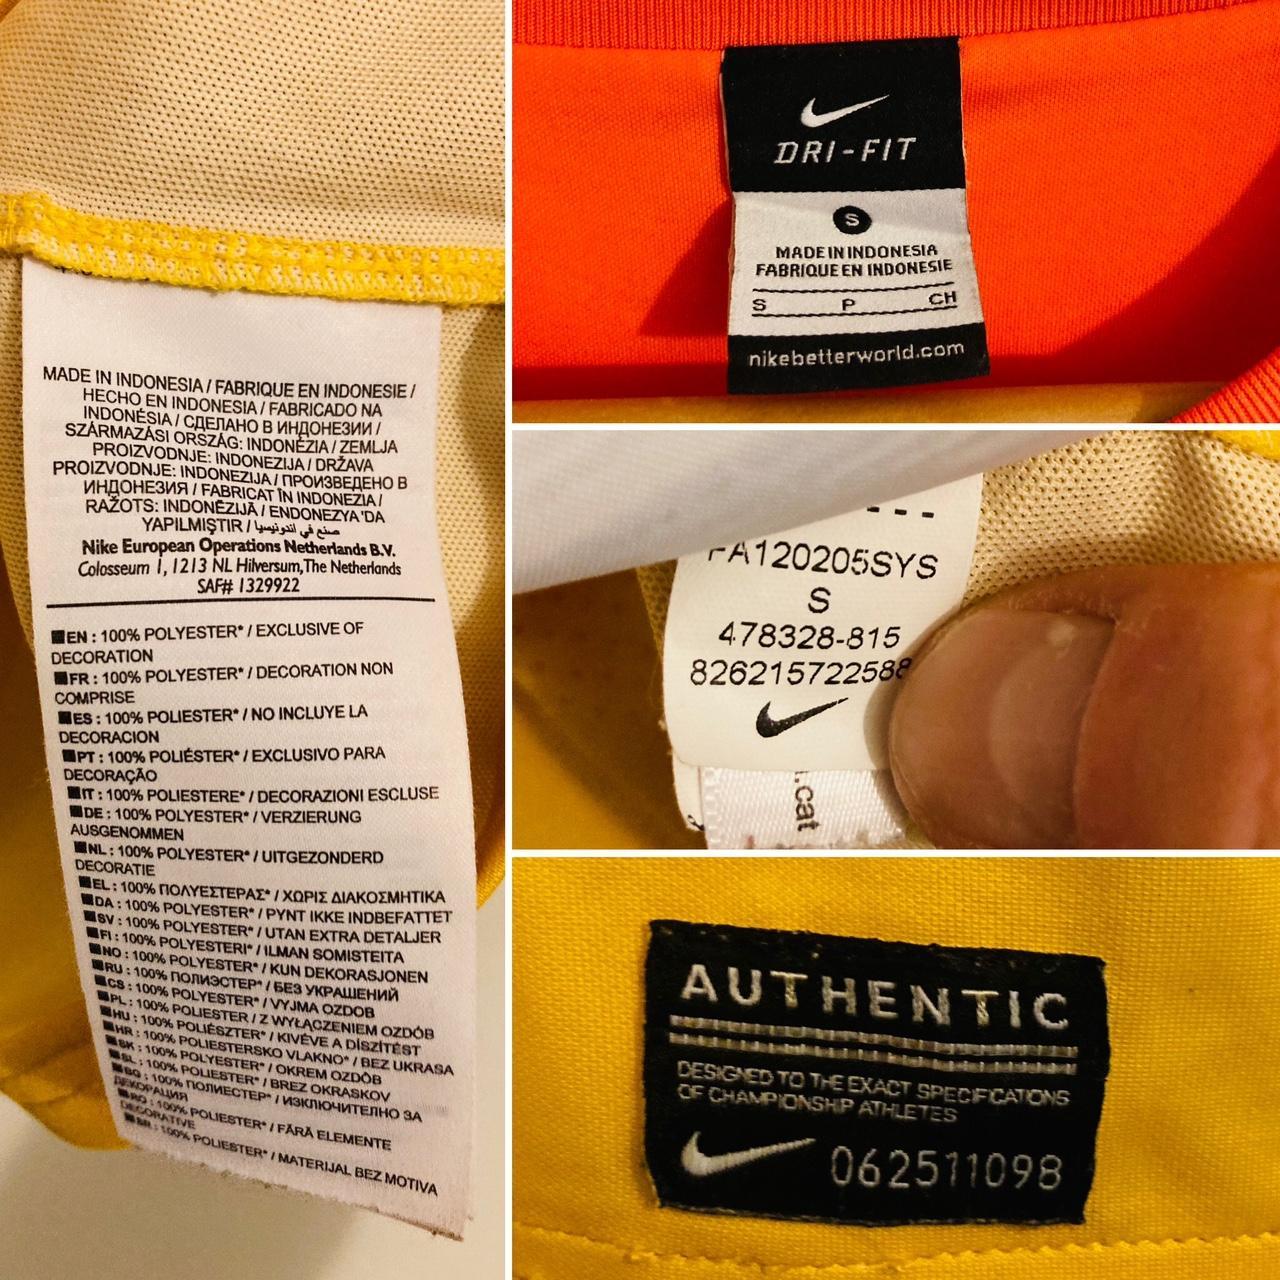 MADE IN INDONESIA / FABRIQUE EN INDONESIE /
HECHO EN INDONESIA / FABRICADO NA
INDONÉSIA / СДЕЛАНО В ИНДОНЕЗИИ /
SZÁRMAZÁSI ORSZÁG: INDONÉZIA / ZEMLJA
PROIZVODNJE: INDONEZIJA / DRŽAVA
PROIZVODNJE: INDONEZIJA / ПРОИЗВЕДЕНО В
ИНДОНЕЗИЯ / FABRICAT ÎN INDONEZIA /
RAŽOTS: INDONĒZIJĀ / ENDONEZYA'DA
YAPILMIŞTIR / صنع في اندونيسيا
Nike European Operations Netherlands B.V.
Colosseum 1, 1213 NL Hilversum, The Netherlands
SAF# 1329922
EN : 100% POLYESTER* / EXCLUSIVE OF
DECORATION
FR : 100% POLYESTER* / DECORATION NON
COMPRISE
ES : 100% POLIESTER* / NO INCLUYE LA
DECORACION
PT : 100% POLIÉSTER* / EXCLUSIVO PARA
DECORAÇÃO
IT : 100% POLIESTERE* / DECORAZIONI ESCLUSE
DE : 100% POLYESTER* / VERZIERUNG
AUSGENOMMEN
NL : 100% POLYESTER* / UITGEZONDERD
DECORATIE
EL : 100% ΠΟΛΥΕΣΤΕΡΑΣ* / ΧΩΡΙΣ ΔΙΑΚΟΣΜΗΤΙΚΑ
DA : 100% POLYESTER* / PYNT IKKE INDBEFATTET
SV : 100% POLYESTER* / UTAN EXTRA DETALJER
FI : 100% POLYESTERI* / ILMAN SOMISTEITA
NO : 100% POLYESTER* / KUN DEKORASJONEN
RU : 100% ПОЛИЭСТЕР* / БЕЗ УКРАШЕНИЙ
CS : 100% POLYESTER* / VYJMA OZDOB
PL : 100% POLYESTER / Z WYŁĄCZENIEM OZDÓB
HU : 100% POLIÉSZTER* / KIVÉVE A DÍSZÍTÉST
HR : 100% POLIESTERSKO VLAKNO* / BEZ UKRASA
SK : 100% POLYESTER* / OKREM OZDÔB
SL : 100% POLIESTER* / BREZ OKRASKOV
BG : 100% ПОЛИЕСТЕР* / ИЗКЛЮЧИТЕЛНО ЗА
ДЕКОРАЦИЯ
RO : 100% POLIESTER* / FĂRĂ ELEMENTE
DECORATIVE
SR : 100% POLIESTER* / MATERIJAL BEZ MOTIVA
DRI-FIT
S
MADE IN INDONESIA
FABRIQUE EN INDONESIE
S P CH
nikebetterworld.com
FA120205SYS
S
478328-815
826215722588
.cat
AUTHENTIC
DESIGNED TO THE EXACT SPECIFICATIONS
OF CHAMPIONSHIP ATHLETES
062511098